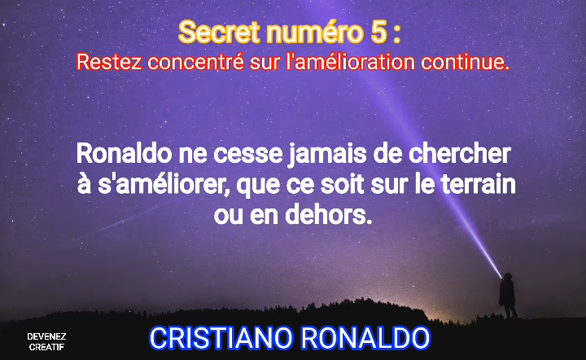 Secret numéro 5 :
Restez concentré sur l'amélioration continue.
Ronaldo ne cesse jamais de chercher
à s'améliorer, que ce soit sur le terrain
ou en dehors.
DEVENEZ
CREATIF
CRISTIANO RONALDO